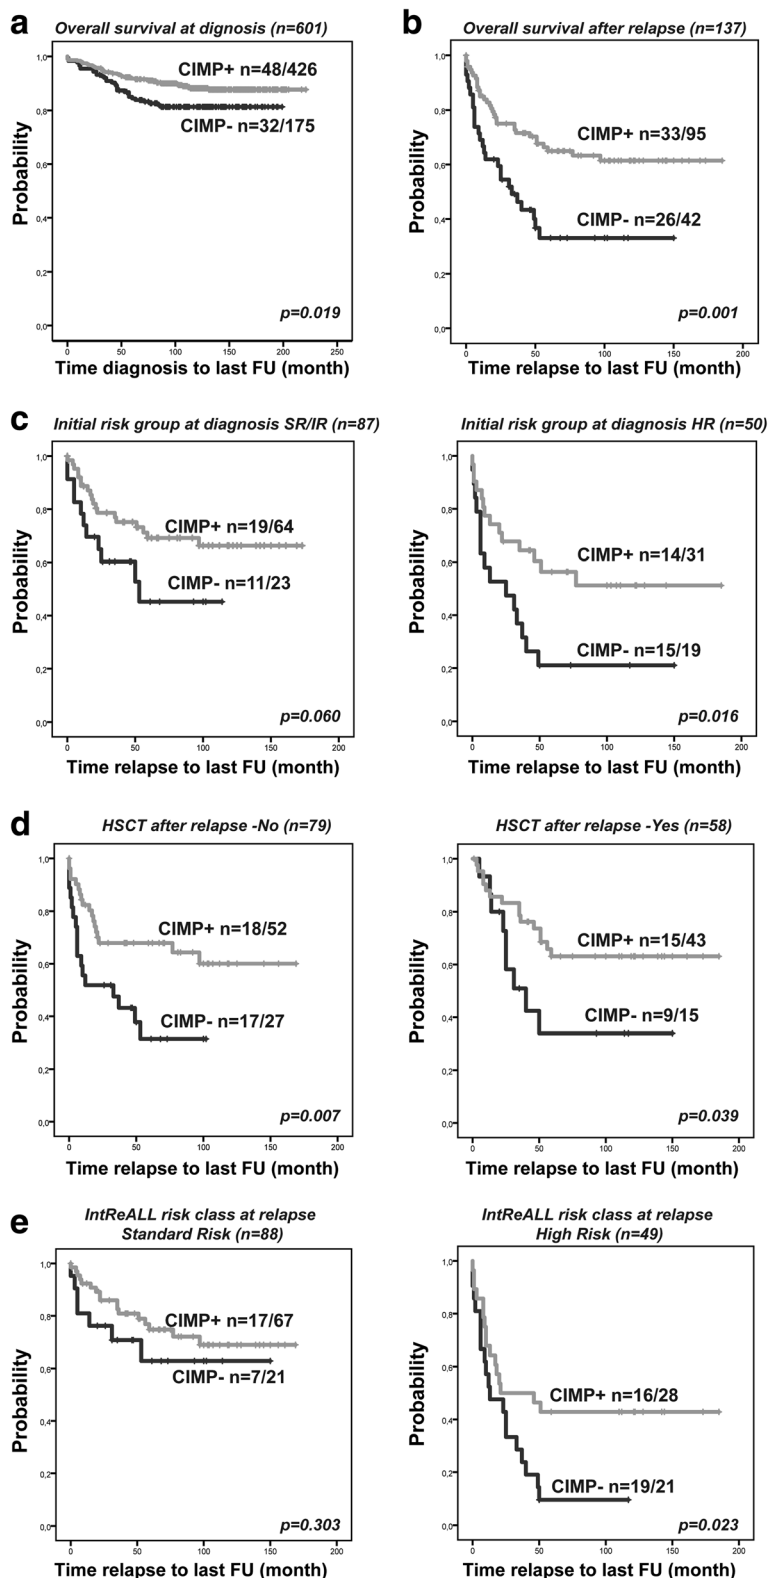 a
Overall survival at dignosis (n=601)
Probability
1,0
0,8
0,6
0,4
0,2
0,0
CIMP+ n=48/426
CIMP- n=32/175
p=0.019
0 50 100 150 200 250
Time diagnosis to last FU (month)
b
Overall survival after relapse (n=137)
Probability
1,0
0,8
0,6
0,4
0,2
0,0
CIMP+ n=33/95
CIMP- n=26/42
p=0.001
0 50 100 150 200
Time relapse to last FU (month)
c
Initial risk group at diagnosis SR/IR (n=87)
Probability
1,0
0,8
0,6
0,4
0,2
0,0
CIMP+ n=19/64
CIMP- n=11/23
p=0.060
0 50 100 150 200
Time relapse to last FU (month)
Initial risk group at diagnosis HR (n=50)
Probability
1,0
0,8
0,6
0,4
0,2
0,0
CIMP+ n=14/31
CIMP- n=15/19
p=0.016
0 50 100 150 200
Time relapse to last FU (month)
d
HSCT after relapse -No (n=79)
Probability
1,0
0,8
0,6
0,4
0,2
0,0
CIMP+ n=18/52
CIMP- n=17/27
p=0.007
0 50 100 150 200
Time relapse to last FU (month)
HSCT after relapse -Yes (n=58)
Probability
1,0
0,8
0,6
0,4
0,2
0,0
CIMP+ n=15/43
CIMP- n=9/15
p=0.039
0 50 100 150 200
Time relapse to last FU (month)
e
IntReALL risk class at relapse
Standard Risk (n=88)
Probability
1,0
0,8
0,6
0,4
0,2
0,0
CIMP+ n=17/67
CIMP- n=7/21
p=0.303
0 50 100 150 200
Time relapse to last FU (month)
IntReALL risk class at relapse
High Risk (n=49)
Probability
1,0
0,8
0,6
0,4
0,2
0,0
CIMP+ n=16/28
CIMP- n=19/21
p=0.023
0 50 100 150 200
Time relapse to last FU (month)